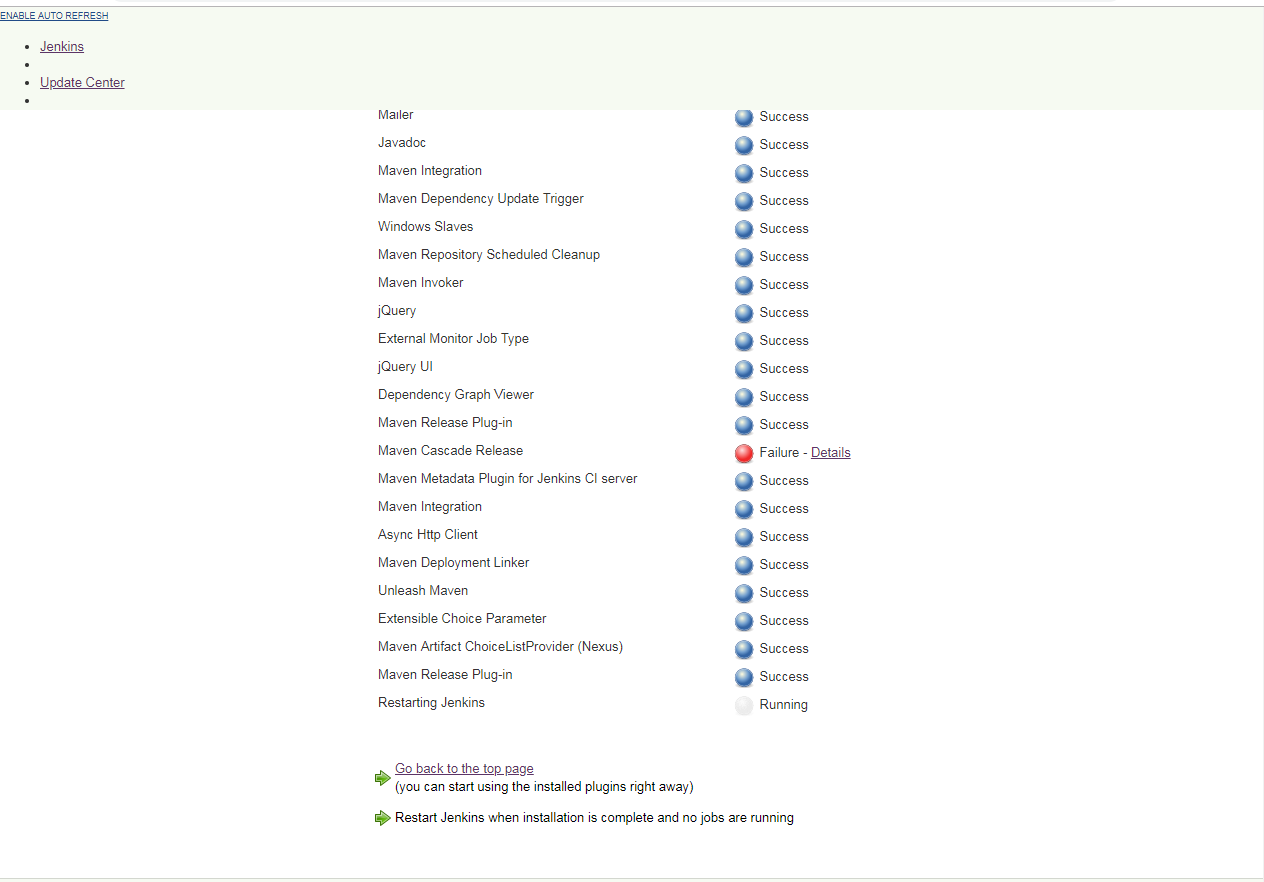 ENABLE AUTO REFRESH
Jenkins
Update Center
Mailer Success
Javadoc Success
Maven Integration Success
Maven Dependency Update Trigger Success
Windows Slaves Success
Maven Repository Scheduled Cleanup Success
Maven Invoker Success
jQuery Success
External Monitor Job Type Success
jQuery UI Success
Dependency Graph Viewer Success
Maven Release Plug-in Success
Maven Cascade Release Failure - Details
Maven Metadata Plugin for Jenkins CI server Success
Maven Integration Success
Async Http Client Success
Maven Deployment Linker Success
Unleash Maven Success
Extensible Choice Parameter Success
Maven Artifact ChoiceListProvider (Nexus) Success
Maven Release Plug-in Success
Restarting Jenkins Running
Go back to the top page
(you can start using the installed plugins right away)
Restart Jenkins when installation is complete and no jobs are running